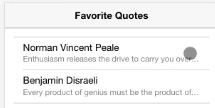 Favorite Quotes
Norman Vincent Peale
Enthusiasm releases the drive to carry you over...
Benjamin Disraeli
Every product of genius must be the product of...